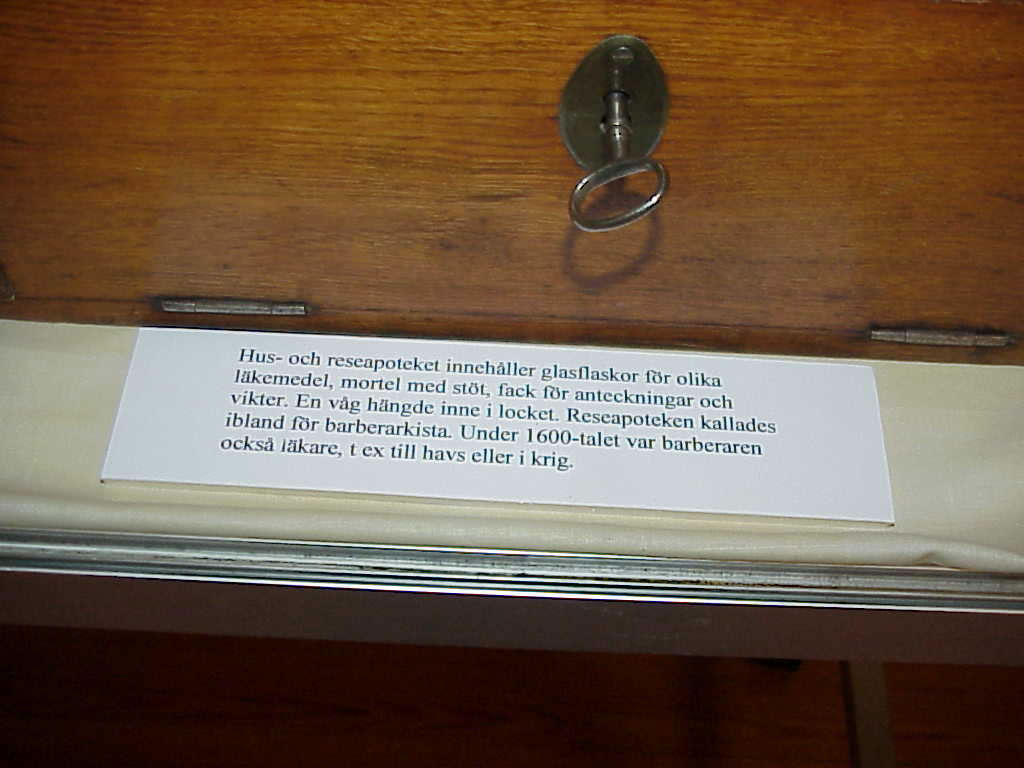 Hus- och reseapoteket innehåller glasflaskor för olika
läkemedel, mortel med stöt, fack för anteckningar och
vikter. En våg hängde inne i locket. Reseapoteken kallades
ibland för barberarkista. Under 1600-talet var barberaren
också läkare, t ex till havs eller i krig.